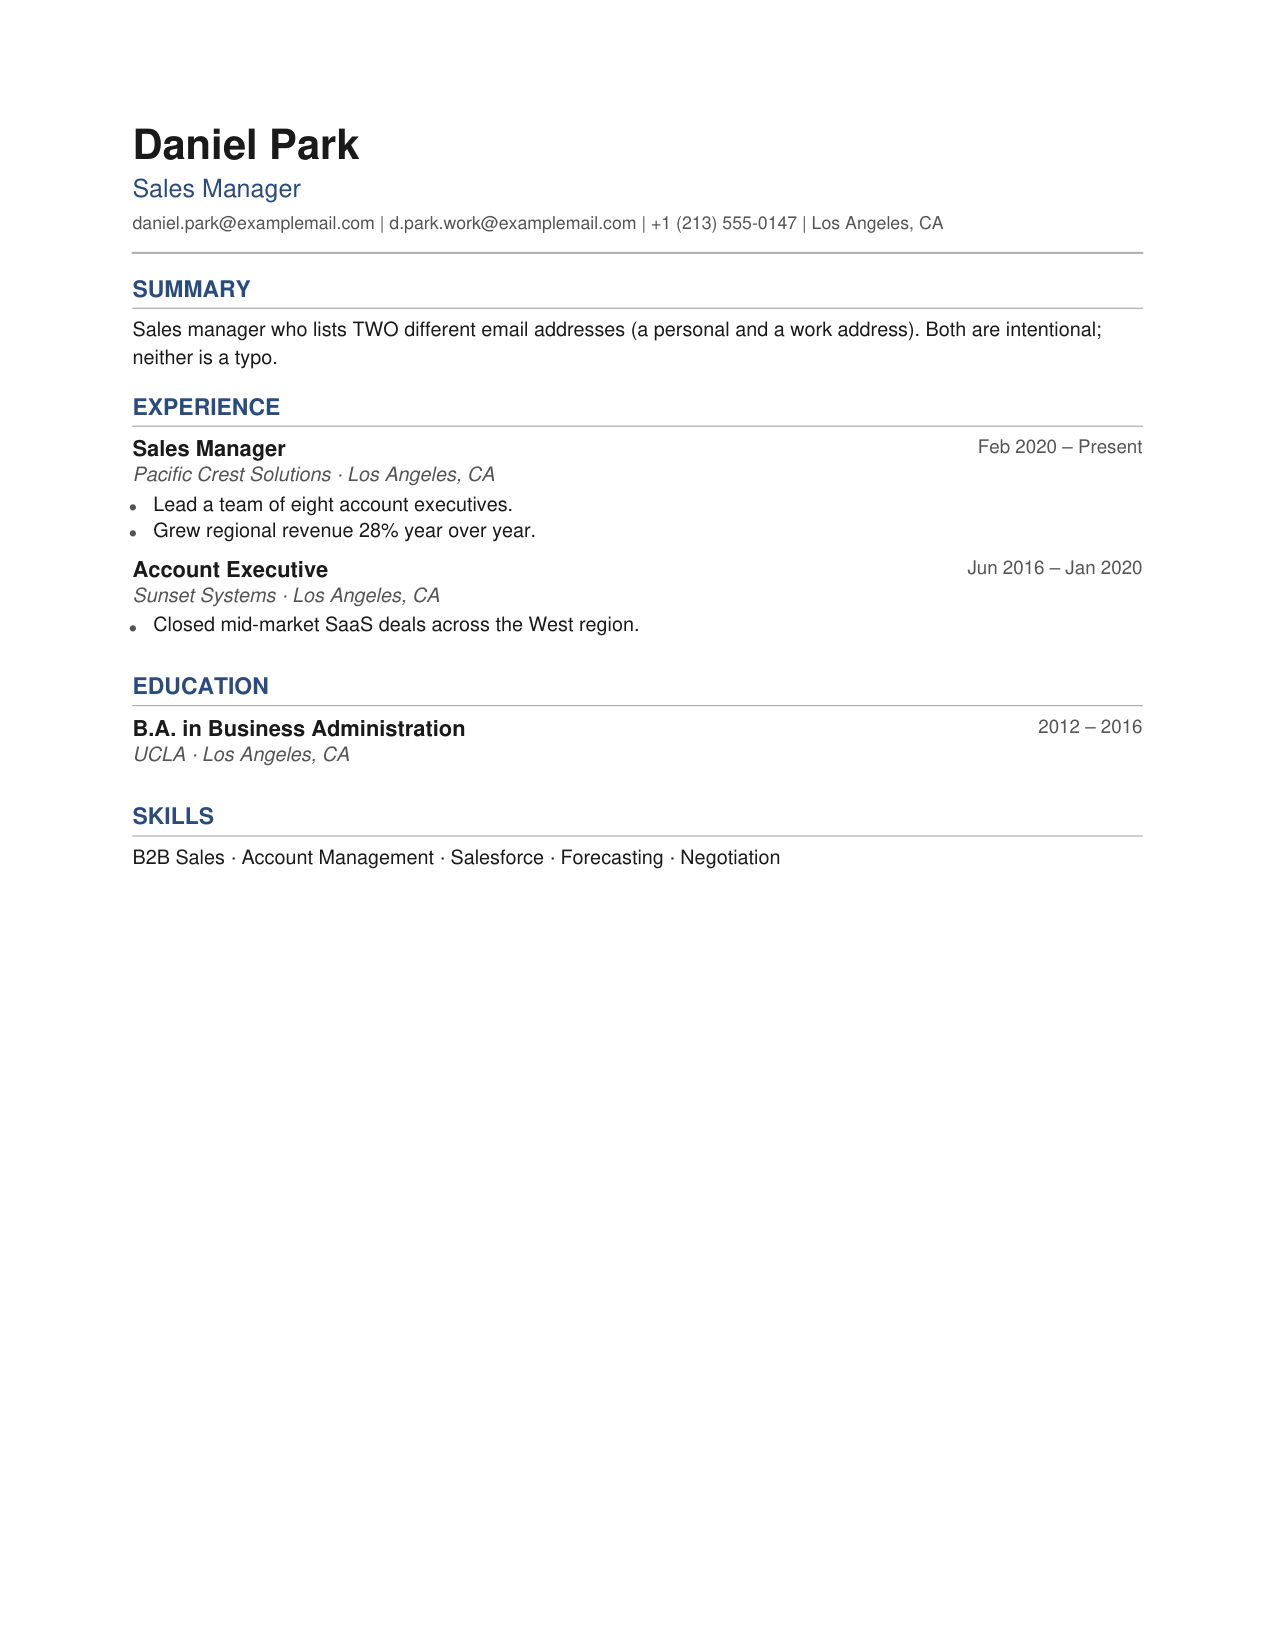 Daniel Park
Sales Manager
daniel.park@examplemail.com | d.park.work@examplemail.com | +1 (213) 555-0147 | Los Angeles, CA
SUMMARY
Sales manager who lists TWO different email addresses (a personal and a work address). Both are intentional;
neither is a typo.
EXPERIENCE
Sales Manager Feb 2020 – Present
Pacific Crest Solutions · Los Angeles, CA
• Lead a team of eight account executives.
• Grew regional revenue 28% year over year.
Account Executive Jun 2016 – Jan 2020
Sunset Systems · Los Angeles, CA
• Closed mid-market SaaS deals across the West region.
EDUCATION
B.A. in Business Administration 2012 – 2016
UCLA · Los Angeles, CA
SKILLS
B2B Sales · Account Management · Salesforce · Forecasting · Negotiation